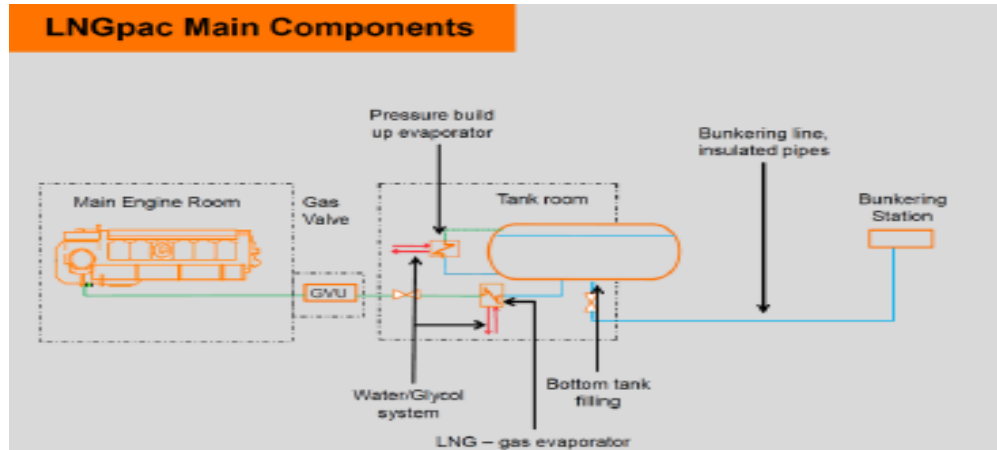 LNGpac Main Components
Pressure build
up evaporator
Bunkering line,
insulated pipes
Main Engine Room
Gas
Valve
Tank room
Bunkering
Station
GVU
Water/Glycol
system
Bottom tank
filling
LNG – gas evaporator